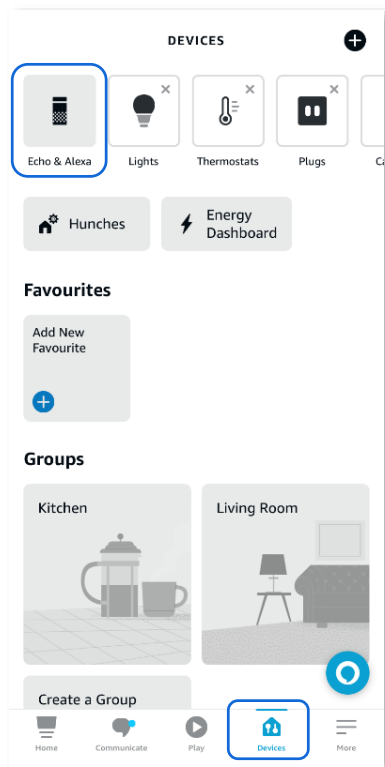 DEVICES
Echo & Alexa
Lights
Thermostats
Plugs
Hunches
Energy
Dashboard
Favourites
Add New
Favourite
Groups
Kitchen
Living Room
Create a Group
Home
Communicate
Play
Devices
More